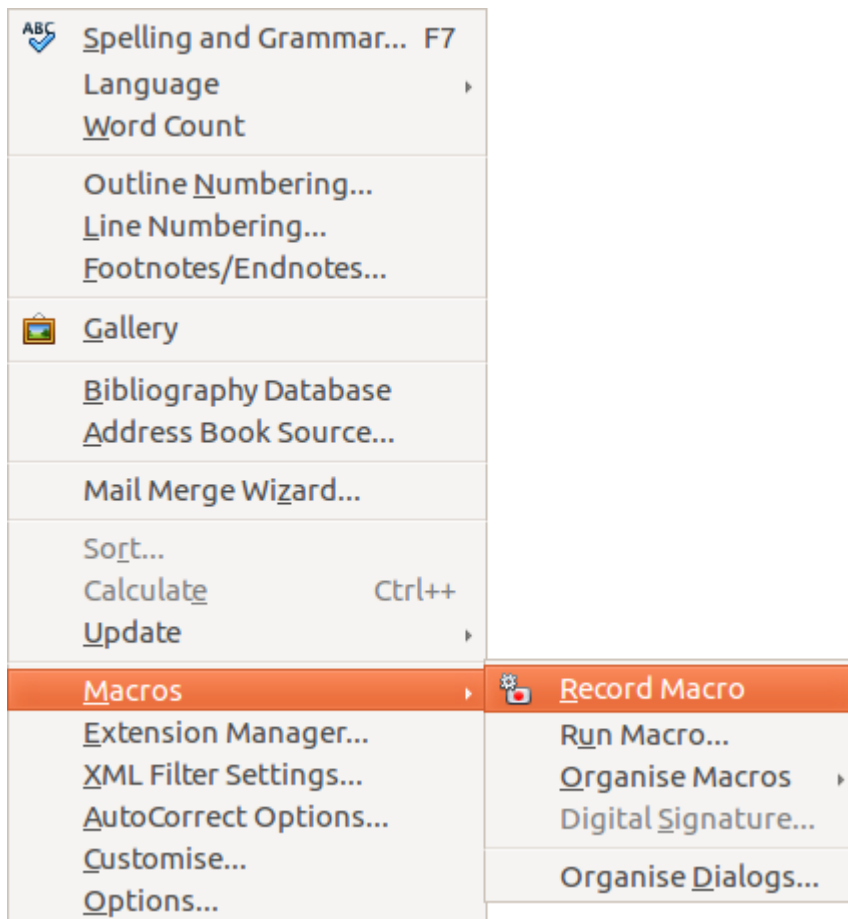 ABC Spelling and Grammar... F7
Language
Word Count
Outline Numbering...
Line Numbering...
Footnotes/Endnotes...
Gallery
Bibliography Database
Address Book Source...
Mail Merge Wizard...
Sort...
Calculate Ctrl++
Update
Macros
Extension Manager...
XML Filter Settings...
AutoCorrect Options...
Customise...
Options...
Record Macro
Run Macro...
Organise Macros
Digital Signature...
Organise Dialogs...